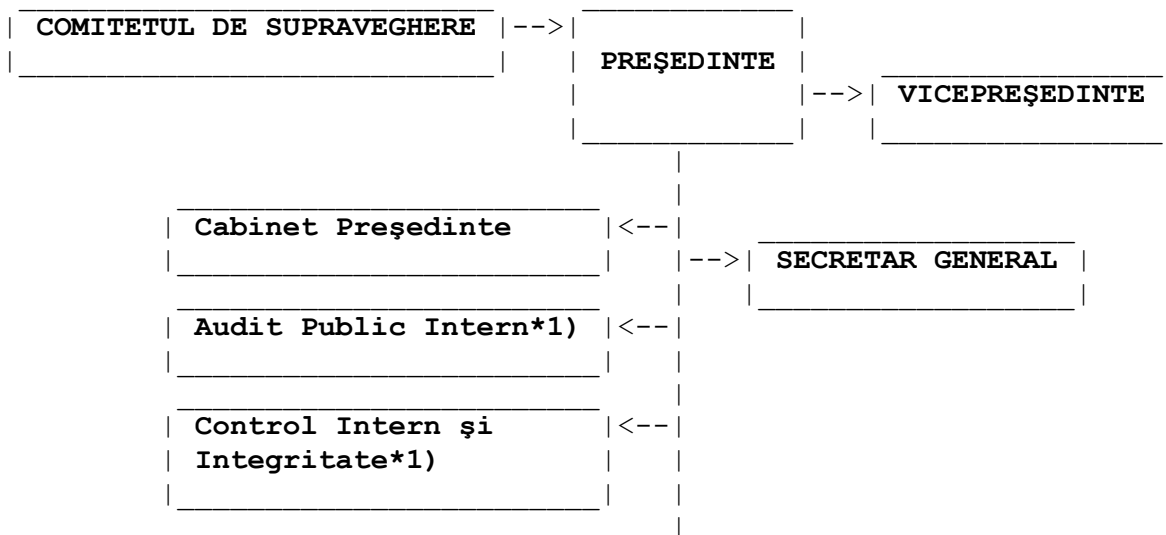 COMITETUL DE SUPRAVEGHERE
PREŞEDINTE
VICEPREŞEDINTE
Cabinet Preşedinte
SECRETAR GENERAL
Audit Public Intern*1)
Control Intern şi
Integritate*1)